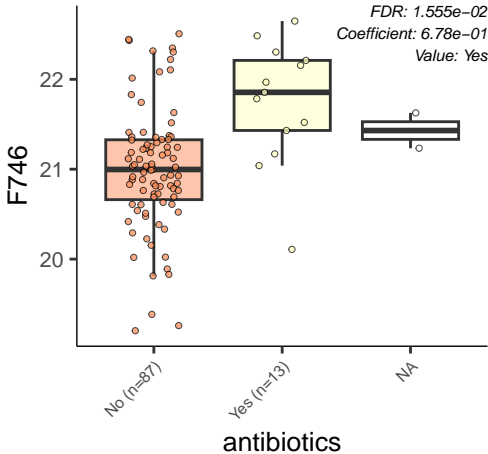 FDR: 1.555e−02
Coefficient: 6.78e−01
Value: Yes
F746
22
21
20
No (n=87)
Yes (n=13)
NA
antibiotics